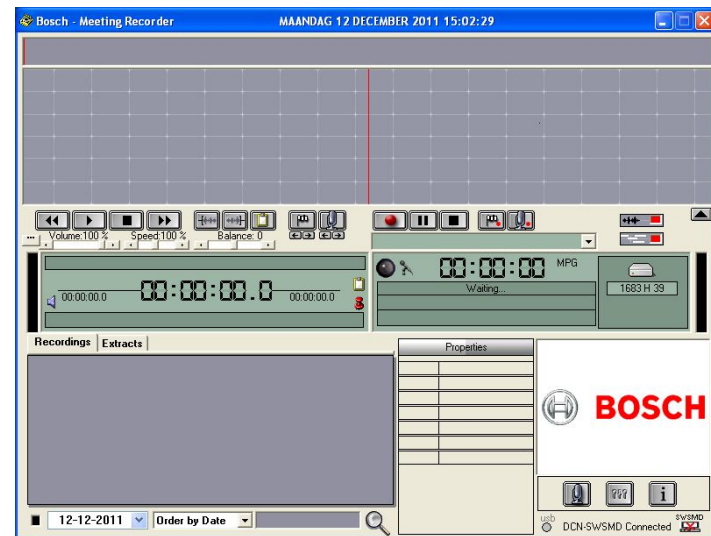 Bosch - Meeting Recorder MAANDAG 12 DECEMBER 2011 15:02:29
... Volume:100 % Speed:100 % Balance: 0
00:00:00.0 00:00:00.0 00:00:00.0
00:00:00 MPG
Waiting...
1683 H 39
Recordings Extracts
Properties
BOSCH
???
i
12-12-2011 Order by Date
usb DCN-SWSMD Connected SWSMD